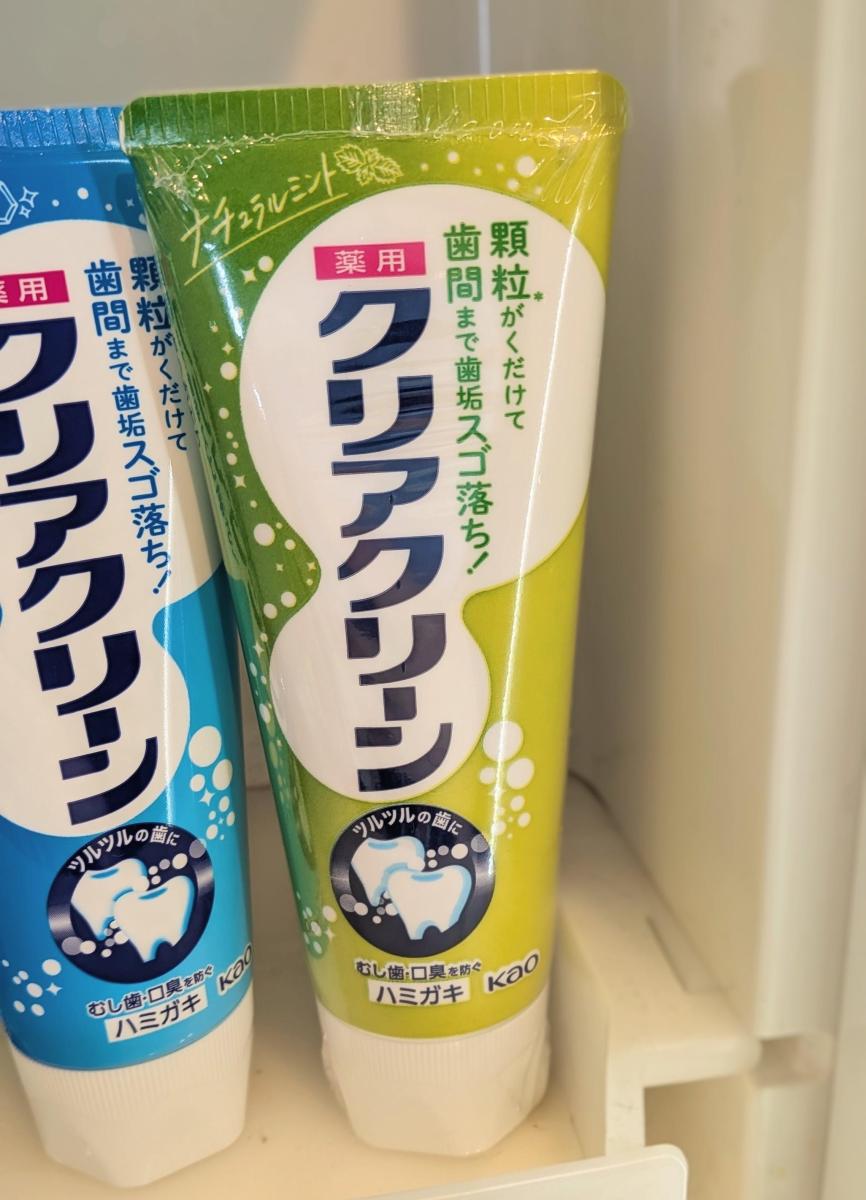 薬用
顆粒がくだけて
歯間まで歯垢スゴ落ち!
クリアクリーン
ツルツルの歯に
むし歯・口臭を防ぐ
ハミガキ
Kao
ナチュラルミント
薬用
顆粒*がくだけて
歯間まで歯垢スゴ落ち!
クリアクリーン
ツルツルの歯に
むし歯・口臭を防ぐ
ハミガキ
Kao